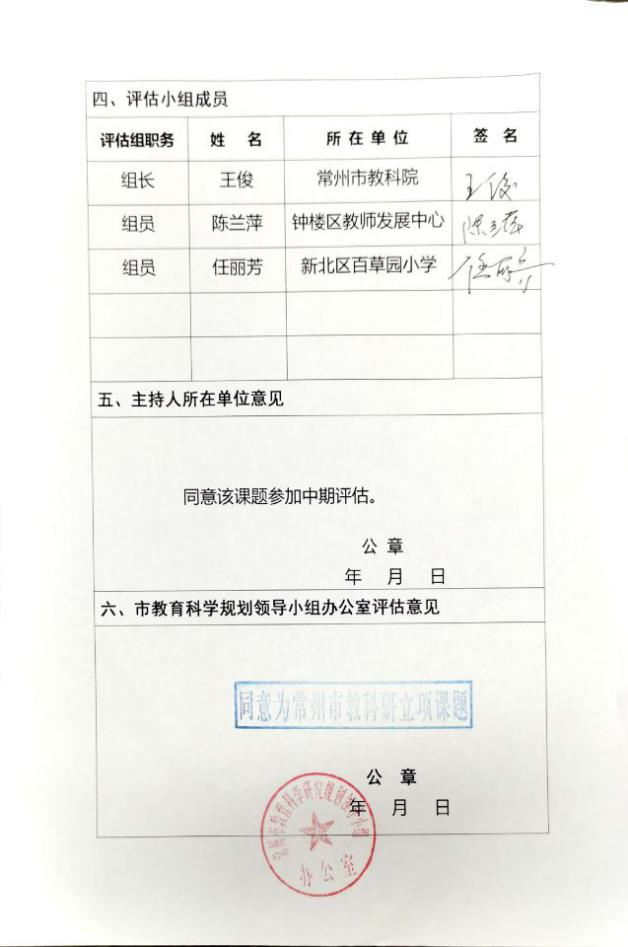 四、评估小组成员
评估组职务 姓 名 所 在 单 位 签 名
组长 王俊 常州市教科院 王俊
组员 陈兰萍 钟楼区教师发展中心 陈兰萍
组员 任丽芳 新北区百草园小学
五、主持人所在单位意见
同意该课题参加中期评估。
公 章
年 月 日
六、市教育科学规划领导小组办公室评估意见
同意为常州市教科研立项课题
公 章
年 月 日
办公室